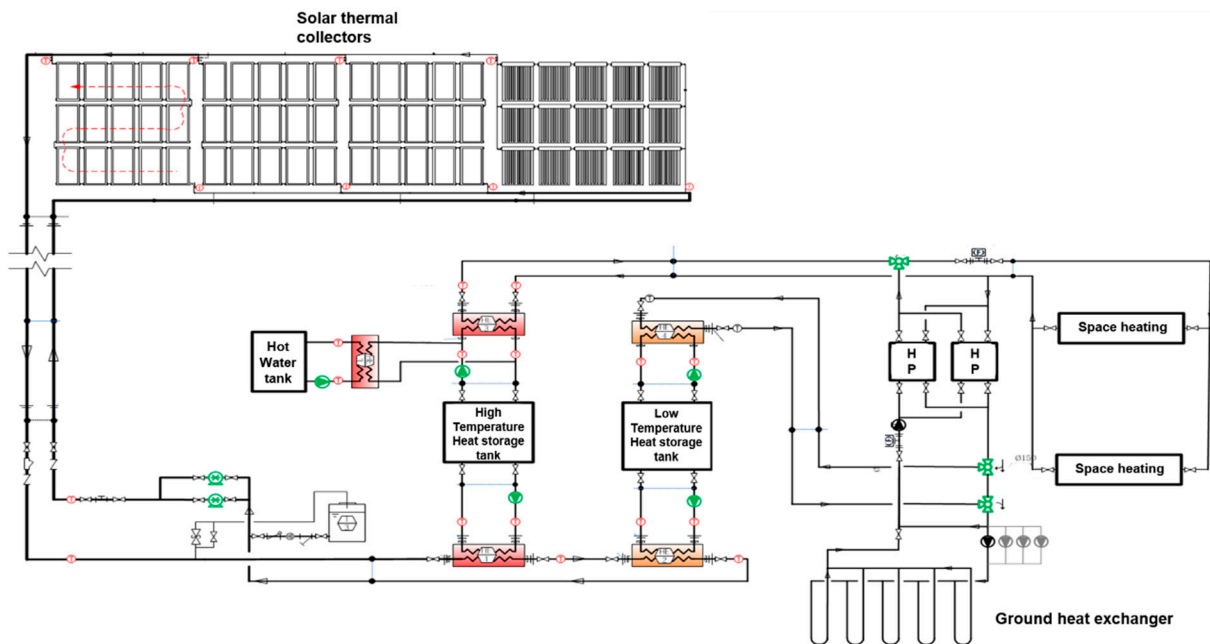 Solar thermal
collectors
Hot
Water
tank
High
Temperature
Heat storage
tank
Low
Temperature
Heat storage
tank
H
P
H
P
Space heating
Space heating
Ø150
Ground heat exchanger